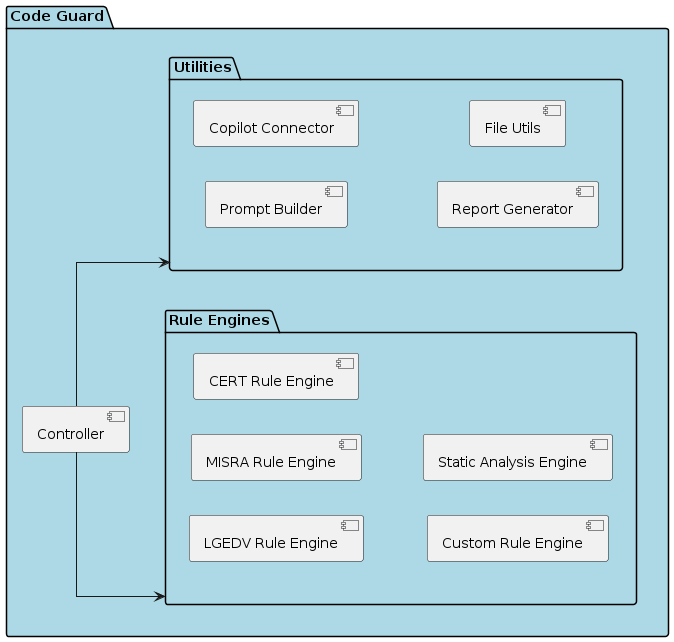 Code Guard
Utilities
Copilot Connector
File Utils
Prompt Builder
Report Generator
Rule Engines
CERT Rule Engine
Controller
MISRA Rule Engine
Static Analysis Engine
LGEDV Rule Engine
Custom Rule Engine